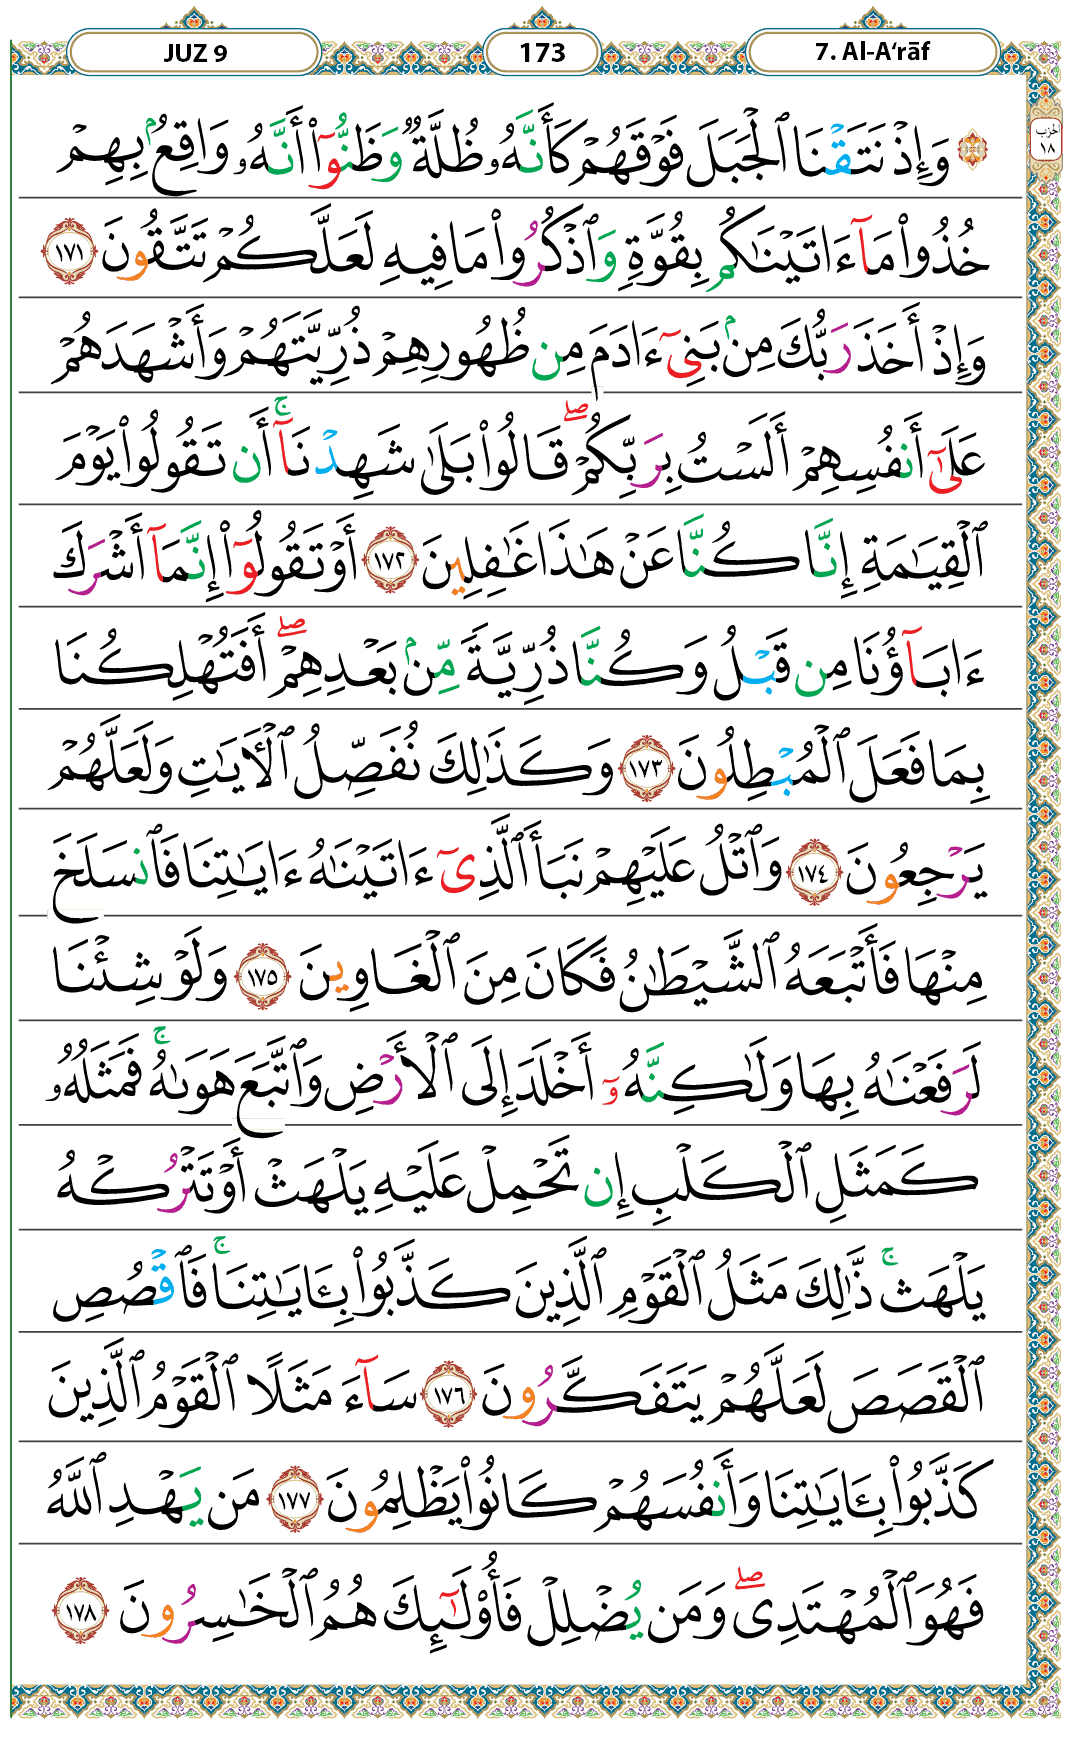 JUZ 9
173
7. Al-A‘rāf
الحزب
١٨
۞ وَإِذۡ نَتَقۡنَا ٱلۡجَبَلَ فَوۡقَهُمۡ كَأَنَّهُۥ ظُلَّةٞ وَظَنُّوٓاْ أَنَّهُۥ وَاقِعُۢ بِهِمۡ
خُذُواْ مَآ ءَاتَيۡنَٰكُم بِقُوَّةٖ وَٱذۡكُرُواْ مَا فِيهِ لَعَلَّكُمۡ تَتَّقُونَ ١٧١
وَإِذۡ أَخَذَ رَبُّكَ مِنۢ بَنِيٓ ءَادَمَ مِن ظُهُورِهِمۡ ذُرِّيَّتَهُمۡ وَأَشۡهَدَهُمۡ
عَلَىٰٓ أَنفُسِهِمۡ أَلَسۡتُ بِرَبِّكُمۡۖ قَالُواْ بَلَىٰ شَهِدۡنَآۚ أَن تَقُولُواْ يَوۡمَ
ٱلۡقِيَٰمَةِ إِنَّا كُنَّا عَنۡ هَٰذَا غَٰفِلِينَ ١٧٢ أَوۡ تَقُولُوٓاْ إِنَّمَآ أَشۡرَكَ
ءَابَآؤُنَا مِن قَبۡلُ وَكُنَّا ذُرِّيَّةٗ مِّنۢ بَعۡدِهِمۡۖ أَفَتُهۡلِكُنَا
بِمَا فَعَلَ ٱلۡمُبۡطِلُونَ ١٧٣ وَكَذَٰلِكَ نُفَصِّلُ ٱلۡأٓيَٰتِ وَلَعَلَّهُمۡ
يَرۡجِعُونَ ١٧٤ وَٱتۡلُ عَلَيۡهِمۡ نَبَأَ ٱلَّذِيٓ ءَاتَيۡنَٰهُ ءَايَٰتِنَا فَٱنسَلَخَ
مِنۡهَا فَأَتۡبَعَهُ ٱلشَّيۡطَٰنُ فَكَانَ مِنَ ٱلۡغَاوِينَ ١٧٥ وَلَوۡ شِئۡنَا
لَرَفَعۡنَٰهُ بِهَا وَلَٰكِنَّهُۥٓ أَخۡلَدَ إِلَى ٱلۡأَرۡضِ وَٱتَّبَعَ هَوَىٰهُۚ فَمَثَلُهُۥ
كَمَثَلِ ٱلۡكَلۡبِ إِن تَحۡمِلۡ عَلَيۡهِ يَلۡهَثۡ أَوۡ تَتۡرُكۡهُ
يَلۡهَثۚ ذَّٰلِكَ مَثَلُ ٱلۡقَوۡمِ ٱلَّذِينَ كَذَّبُواْ بِـَٔايَٰتِنَاۚ فَٱقۡصُصِ
ٱلۡقَصَصَ لَعَلَّهُمۡ يَتَفَكَّرُونَ ١٧٦ سَآءَ مَثَلًا ٱلۡقَوۡمُ ٱلَّذِينَ
كَذَّبُواْ بِـَٔايَٰتِنَا وَأَنفُسَهُمۡ كَانُواْ يَظۡلِمُونَ ١٧٧ مَن يَهۡدِ ٱللَّهُ
فَهُوَ ٱلۡمُهۡتَدِيۖ وَمَن يُضۡلِلۡ فَأُوْلَٰٓئِكَ هُمُ ٱلۡخَٰسِرُونَ ١٧٨